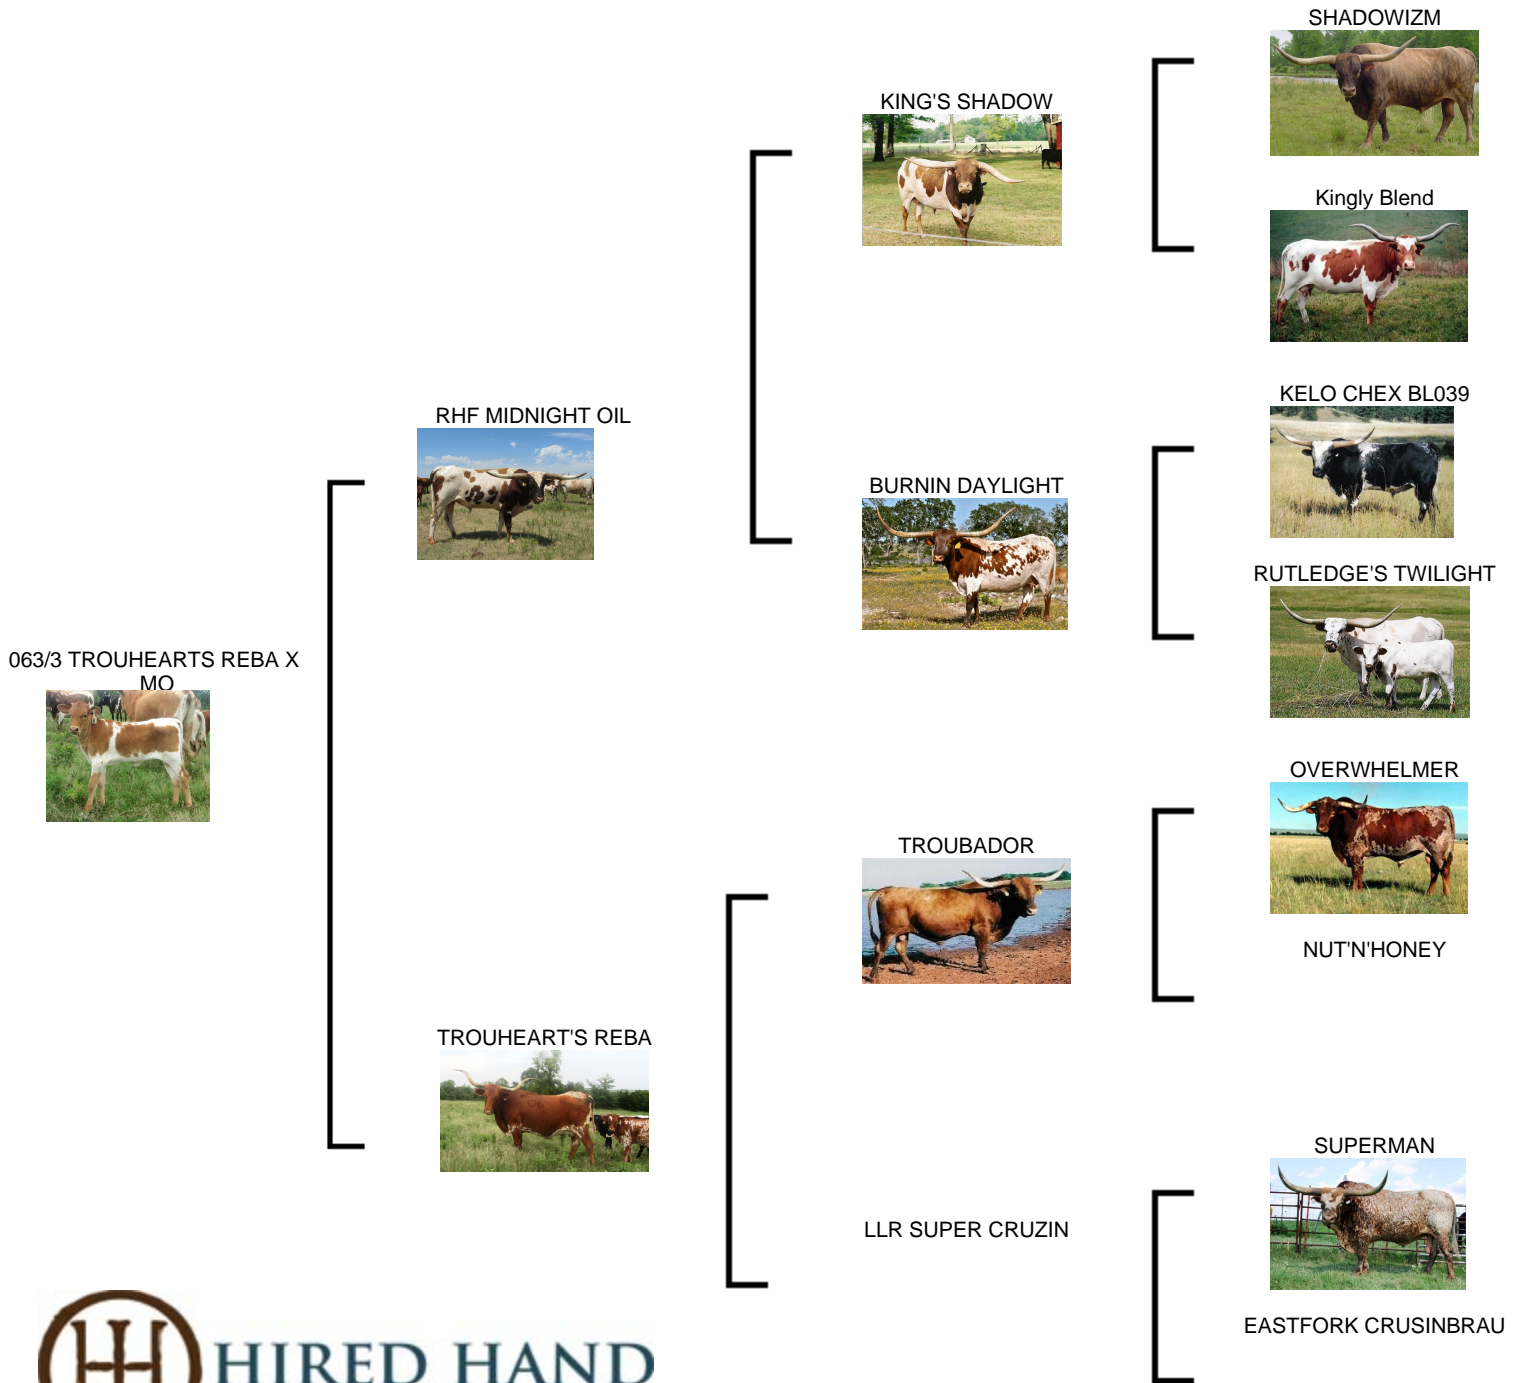 SHADOWIZM
KING'S SHADOW
Kingly Blend
KELO CHEX BL039
RHF MIDNIGHT OIL
BURNIN DAYLIGHT
RUTLEDGE'S TWILIGHT
063/3 TROUHEARTS REBA X
MO
OVERWHELMER
TROUBADOR
NUT'N'HONEY
TROUHEART'S REBA
SUPERMAN
LLR SUPER CRUZIN
EASTFORK CRUSINBRAU
HIRED HAND